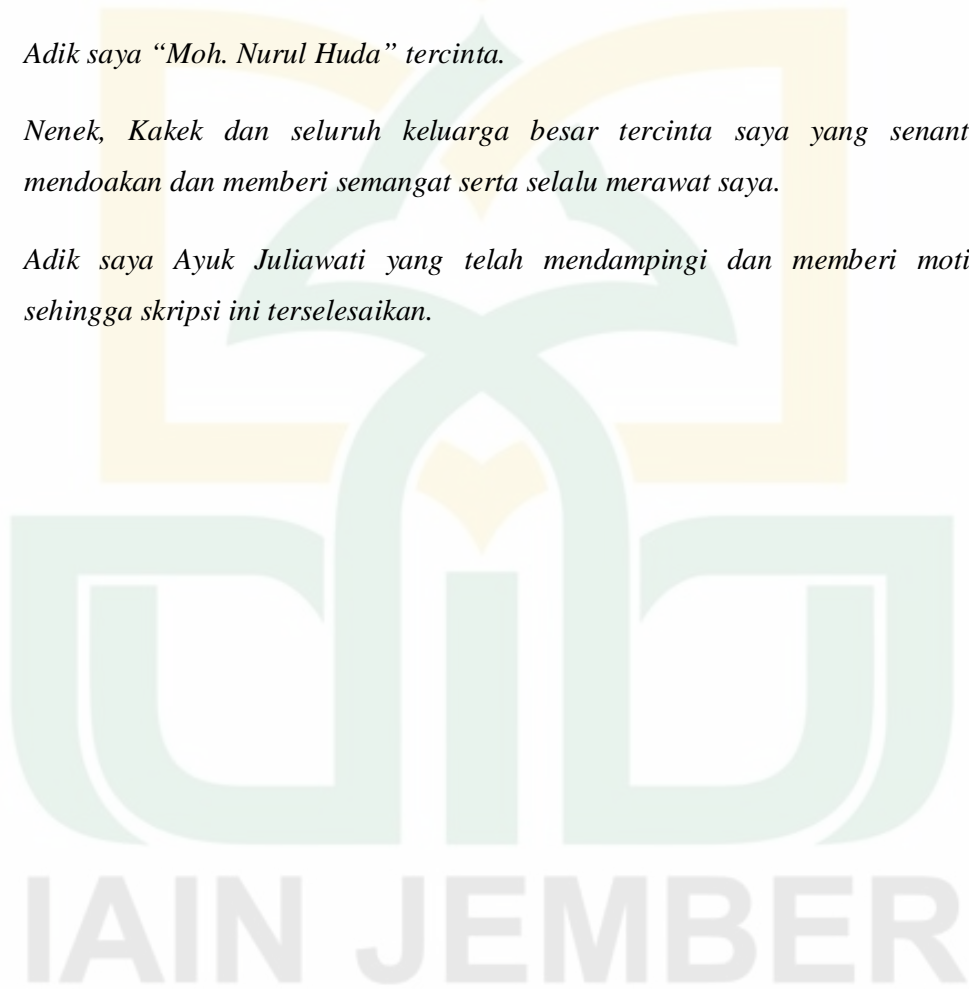 Adik saya “Moh. Nurul Huda” tercinta.
Nenek, Kakek dan seluruh keluarga besar tercinta saya yang senant
mendoakan dan memberi semangat serta selalu merawat saya.
Adik saya Ayuk Juliawati yang telah mendampingi dan memberi moti
sehingga skripsi ini terselesaikan.
IAIN JEMBER